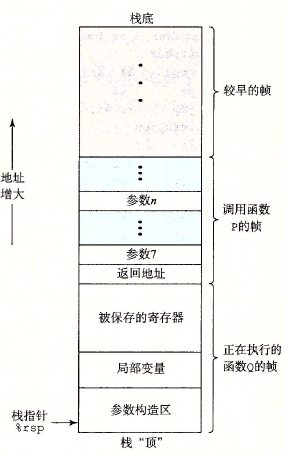 栈底
较早的帧
地址
增大
参数n
调用函数
P的帧
参数7
返回地址
被保存的寄存器
正在执行的
函数Q的帧
局部变量
栈指针
%rsp
参数构造区
栈“顶”